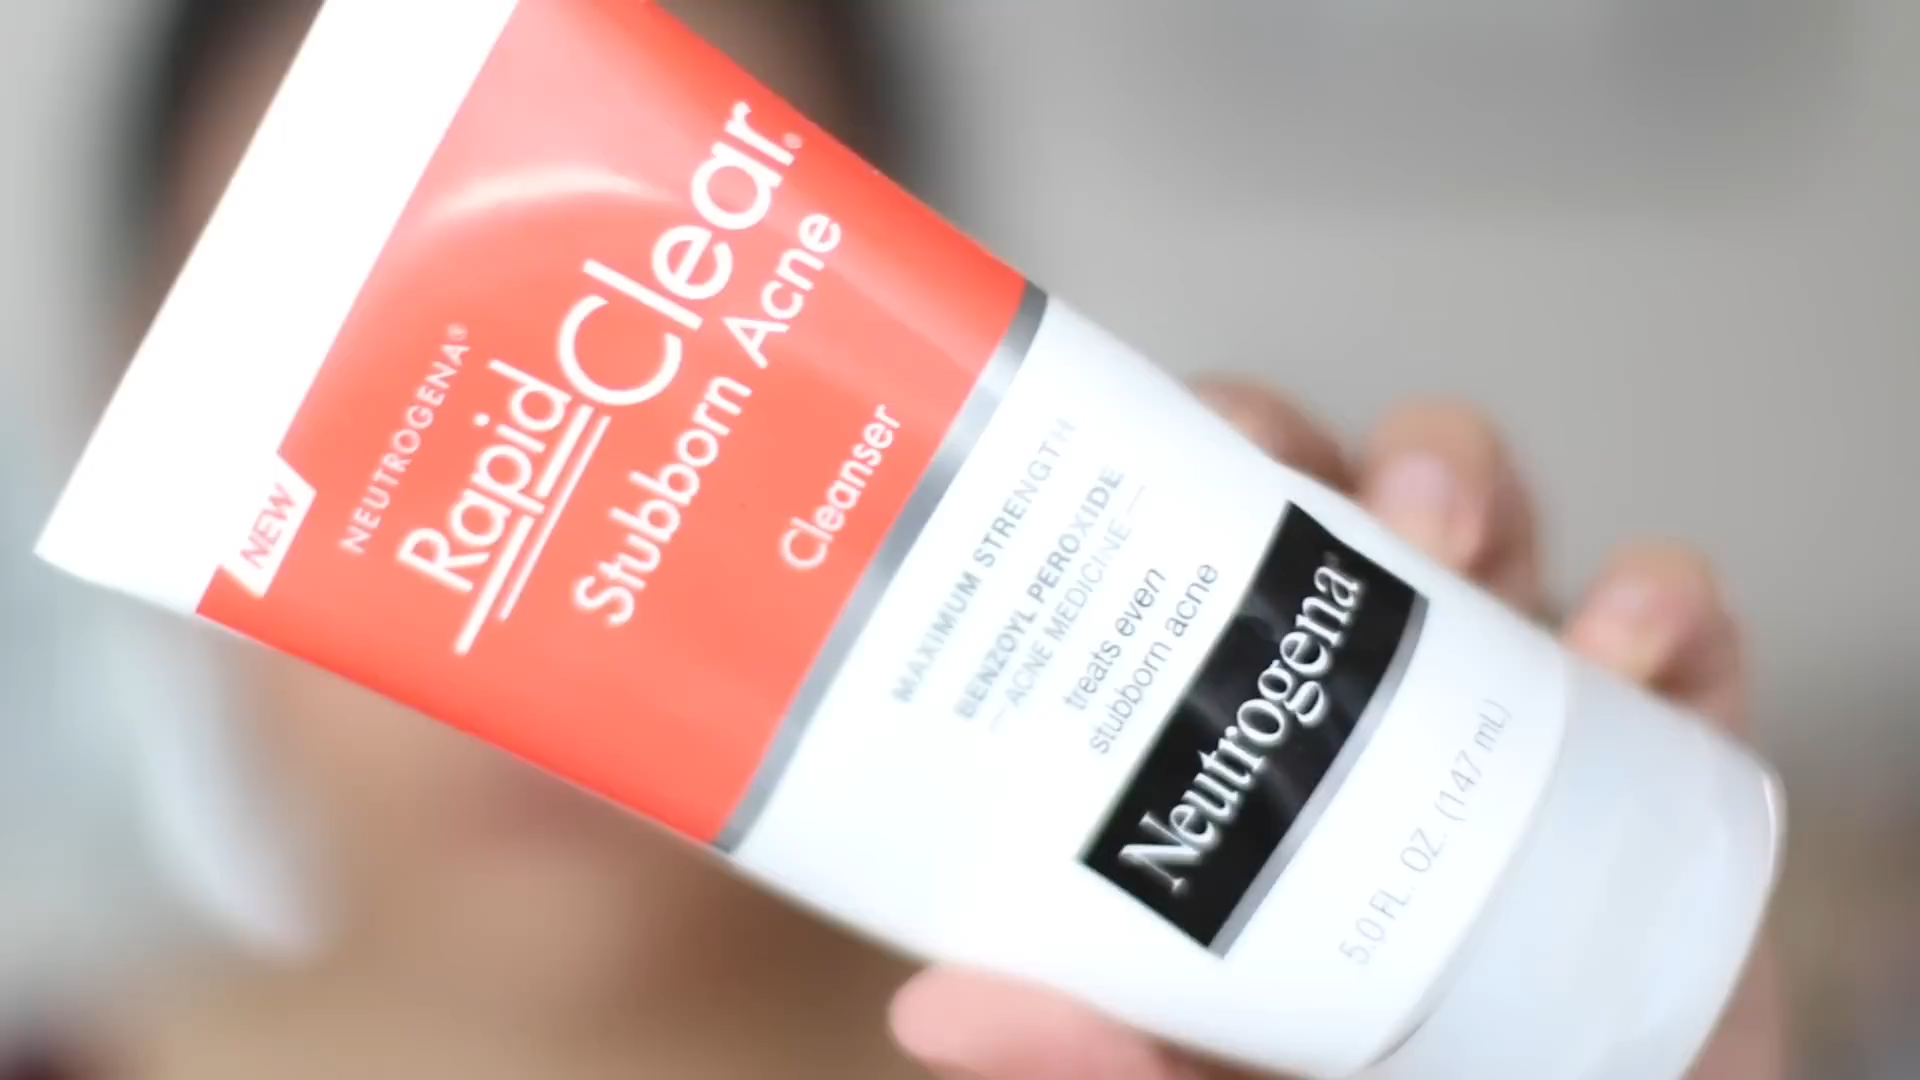 NEW
NEUTROGENA®
RapidClear®
Stubborn Acne
Cleanser
MAXIMUM STRENGTH
BENZOYL PEROXIDE
— ACNE MEDICINE —
treats even
stubborn acne
Neutrogena®
5.0 FL. OZ. (147 mL)